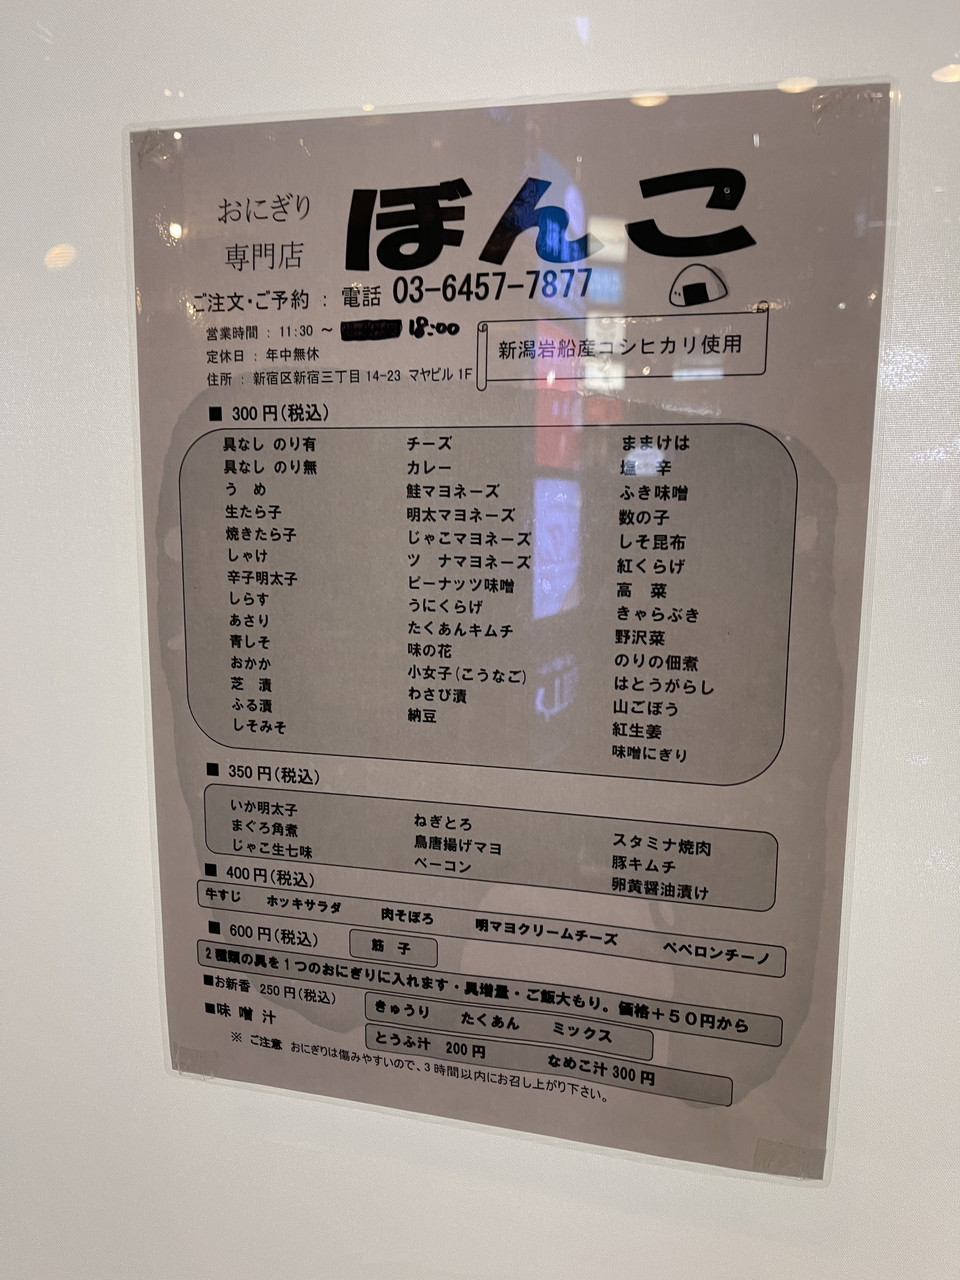 おにぎり
専門店
ぼんご
ご注文・ご予約 : 電話 03-6457-7877
営業時間 : 11:30 ～ 18:00
定休日 : 年中無休
住所 : 新宿区新宿三丁目14-23 マヤビル 1F
新潟岩船産コシヒカリ使用
■ 300円(税込)
具なし のり有
具なし のり無
う め
生たら子
焼きたら子
しゃけ
辛子明太子
しらす
あさり
青しそ
おかか
芝 漬
ふる漬
しそみそ
チーズ
カレー
鮭マヨネーズ
明太マヨネーズ
じゃこマヨネーズ
ツ ナマヨネーズ
ピーナッツ味噌
うにくらげ
たくあんキムチ
味の花
小女子(こうなご)
わさび漬
納豆
ままけは
塩 辛
ふき味噌
数の子
しそ昆布
紅くらげ
高 菜
きゃらぶき
野沢菜
のりの佃煮
はとうがらし
山ごぼう
紅生姜
味噌にぎり
■ 350円(税込)
いか明太子
まぐろ角煮
じゃこ生七味
ねぎとろ
鳥唐揚げマヨ
ベーコン
スタミナ焼肉
豚キムチ
卵黄醤油漬け
■ 400円(税込)
牛すじ ホッキサラダ 肉そぼろ 明マヨクリームチーズ ペペロンチーノ
■ 600円(税込) 筋 子
2種類の具を1つのおにぎりに入れます・具増量・ご飯大もり。価格＋50円から
■お新香 250円(税込) きゅうり たくあん ミックス
■味 噌 汁 とうふ汁 200円 なめこ汁 300円
※ ご注意 おにぎりは傷みやすいので、3時間以内にお召し上がり下さい。